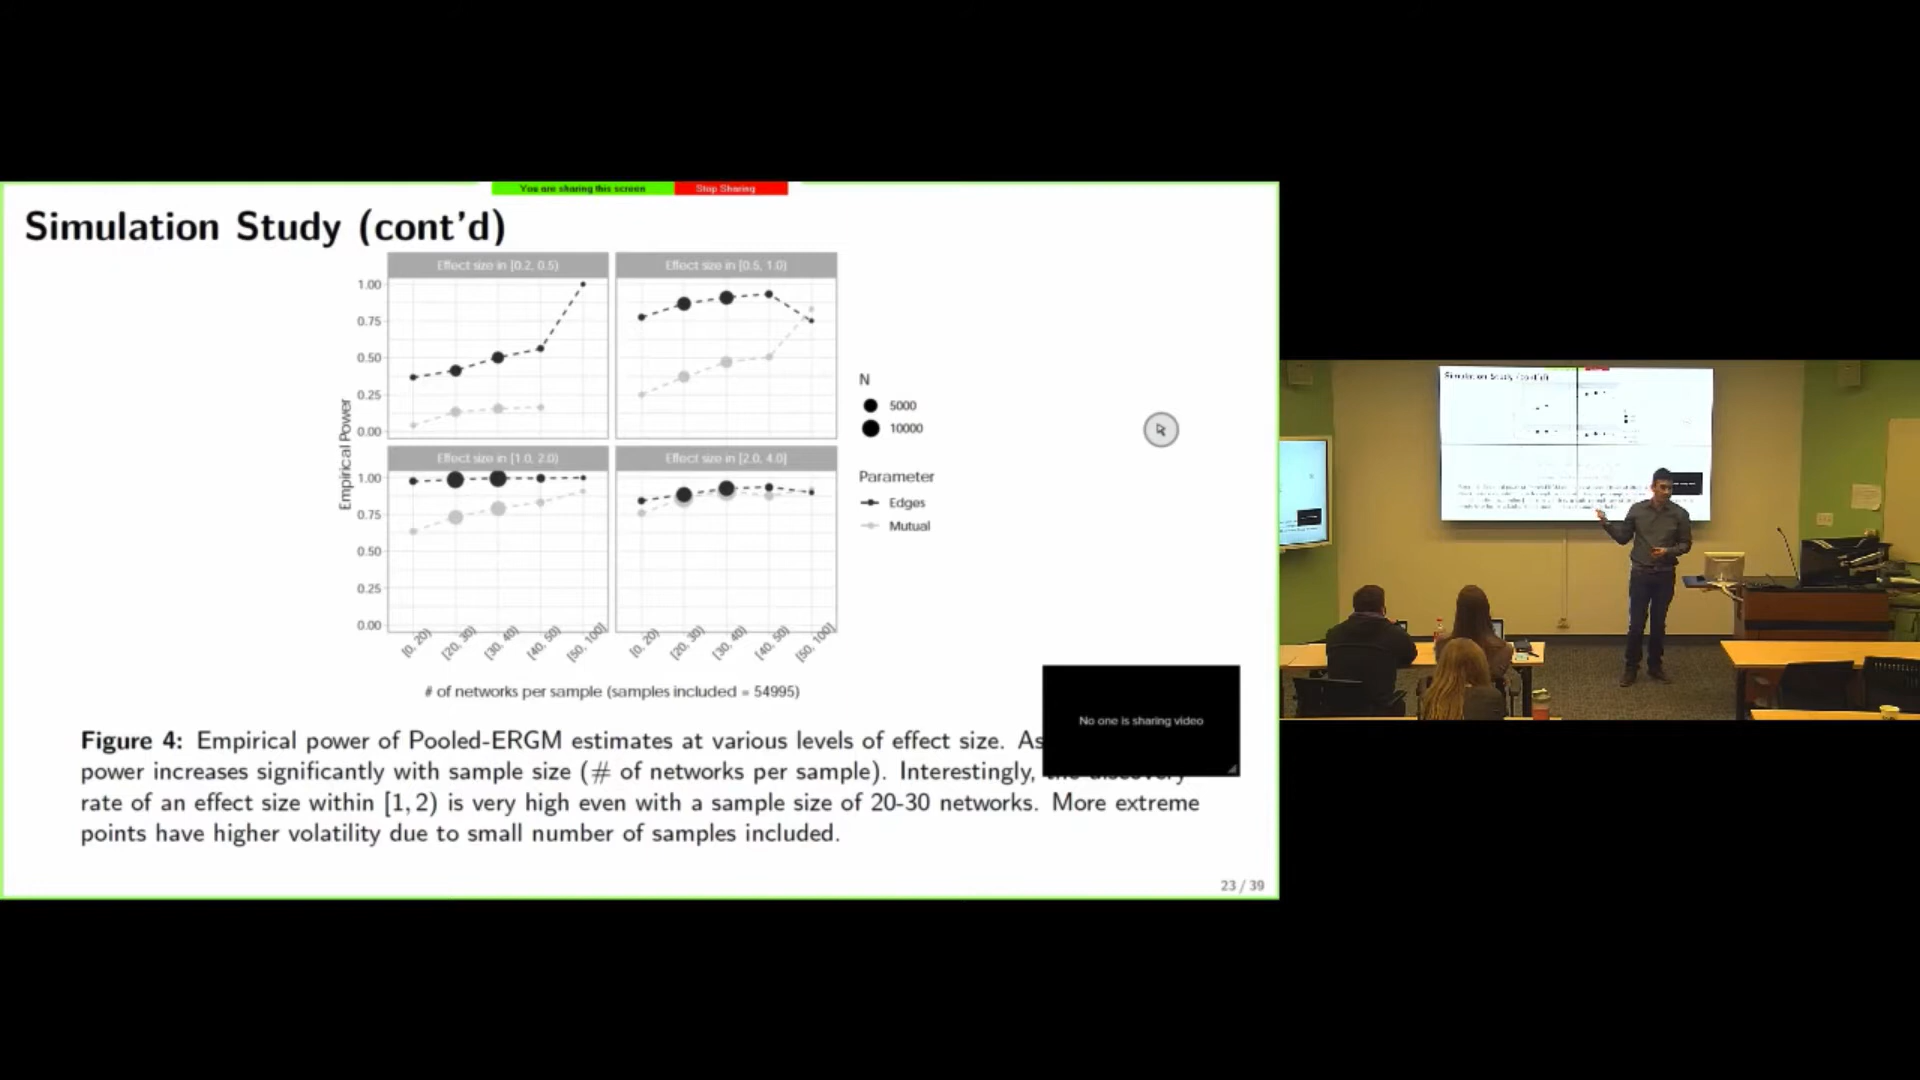 You are sharing this screen Stop Sharing
Simulation Study (cont'd)
Effect size in [0.2, 0.5)
Effect size in [0.5, 1.0)
1.00
0.75
0.50
0.25
0.00
Effect size in [1.0, 2.0)
Effect size in [2.0, 4.0]
1.00
0.75
0.50
0.25
0.00
Empirical Power
[0, 20) [20, 30) [30, 40) [40, 50) [50, 100]
[0, 20) [20, 30) [30, 40) [40, 50) [50, 100]
# of networks per sample (samples included = 54995)
N
5000
10000
Parameter
Edges
Mutual
No one is sharing video
Figure 4: Empirical power of Pooled-ERGM estimates at various levels of effect size. As
power increases significantly with sample size (# of networks per sample). Interestingly, the discovery
rate of an effect size within [1, 2) is very high even with a sample size of 20-30 networks. More extreme
points have higher volatility due to small number of samples included.
23 / 39
Simulation Study (cont'd)